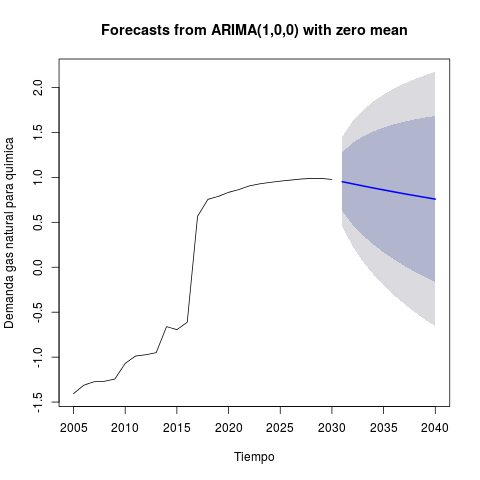 Forecasts from ARIMA(1,0,0) with zero mean
Demanda gas natural para química
2.0
1.5
1.0
0.5
0.0
-0.5
-1.0
-1.5
2005 2010 2015 2020 2025 2030 2035 2040
Tiempo